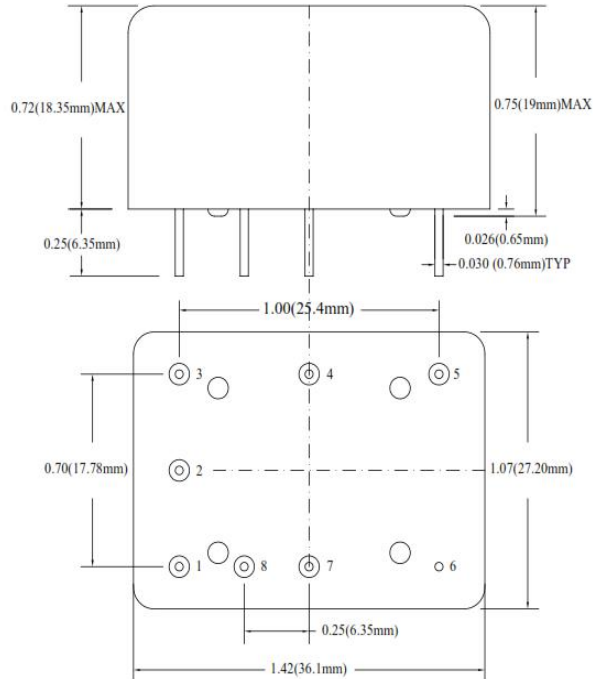 0.72(18.35mm)MAX
0.75(19mm)MAX
0.25(6.35mm)
0.026(0.65mm)
0.030 (0.76mm)TYP
1.00(25.4mm)
3
4
5
0.70(17.78mm)
2
1.07(27.20mm)
1
8
7
6
0.25(6.35mm)
1.42(36.1mm)